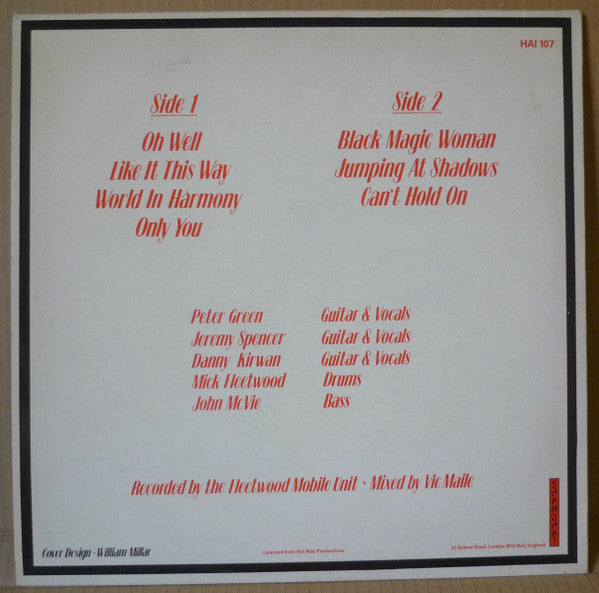 HAI 107
Side 1
Oh Well
Like It This Way
World In Harmony
Only You
Side 2
Black Magic Woman
Jumping At Shadows
Can't Hold On
Peter Green Guitar & Vocals
Jeremy Spencer Guitar & Vocals
Danny Kirwan Guitar & Vocals
Mick Fleetwood Drums
John McVie Bass
Recorded by the Fleetwood Mobile Unit · Mixed by Vic Maile
SHANGHAI
Cover Design - William Millar
Licenced from Hot Wax Productions
Road, London W12 England